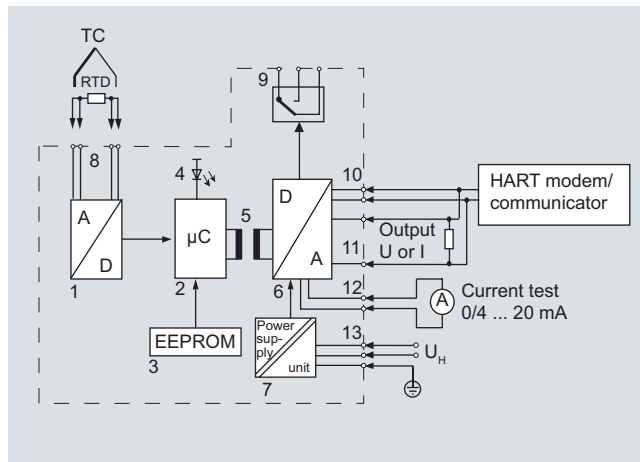 TC
RTD
9
8
4
10
HART modem/
communicator
D
A
D
µC
5
Output
U or I
A
11
1
2
6
12
A
Current test
0/4 ... 20 mA
EEPROM
3
Power
sup-
ply
unit
13
U_H
7